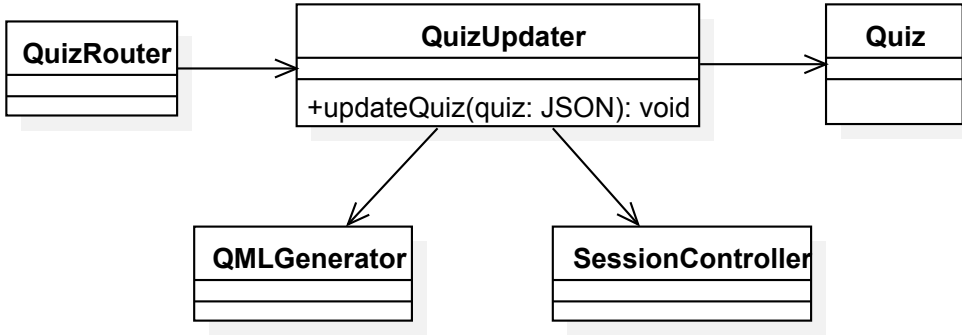 QuizRouter
QuizUpdater
+updateQuiz(quiz: JSON): void
Quiz
QMLGenerator
SessionController